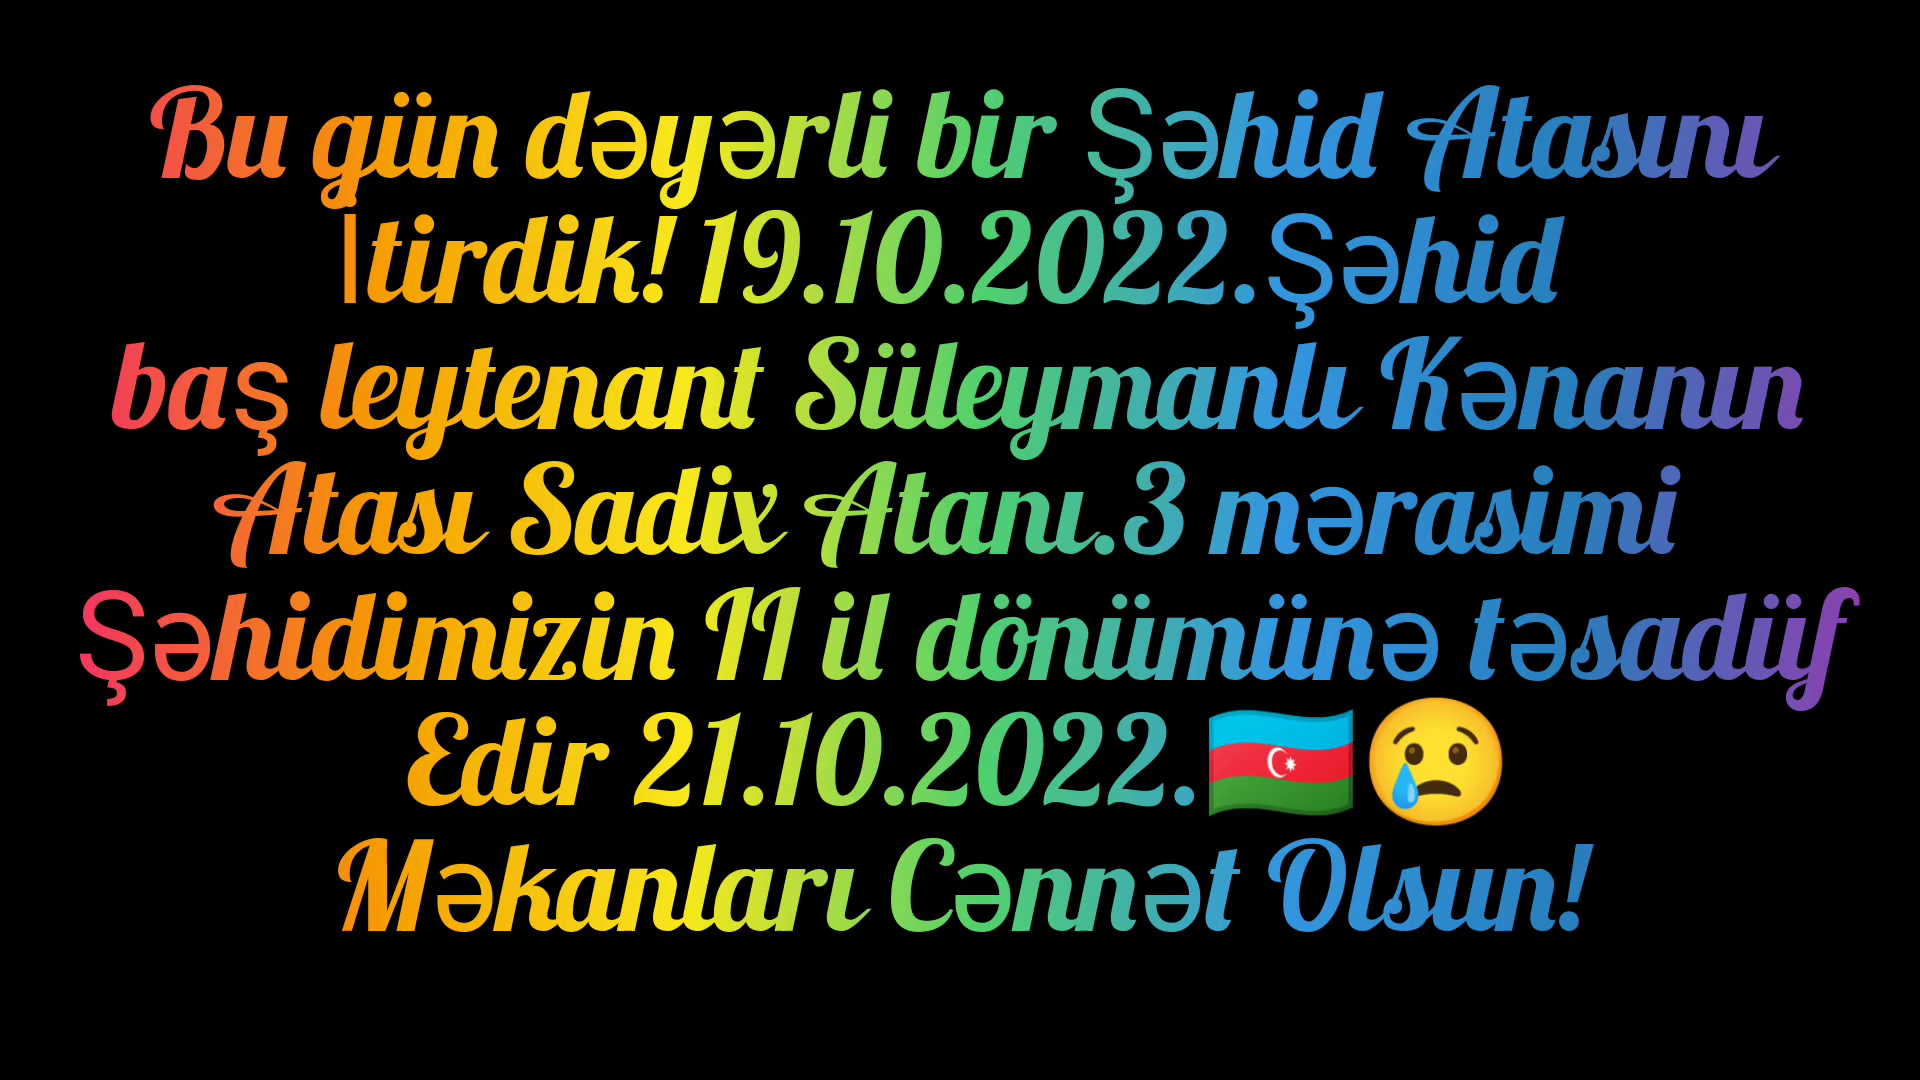 Bu gün dəyərli bir Şəhid Atasını
İtirdik! 19.10.2022.Şəhid
baş leytenant Süleymanlı Kənanın
Atası Sadix Atanı.3 mərasimi
Şəhidimizin II il dönümünə təsadüf
Edir 21.10.2022.🇦🇿😢
Məkanları Cənnət Olsun!